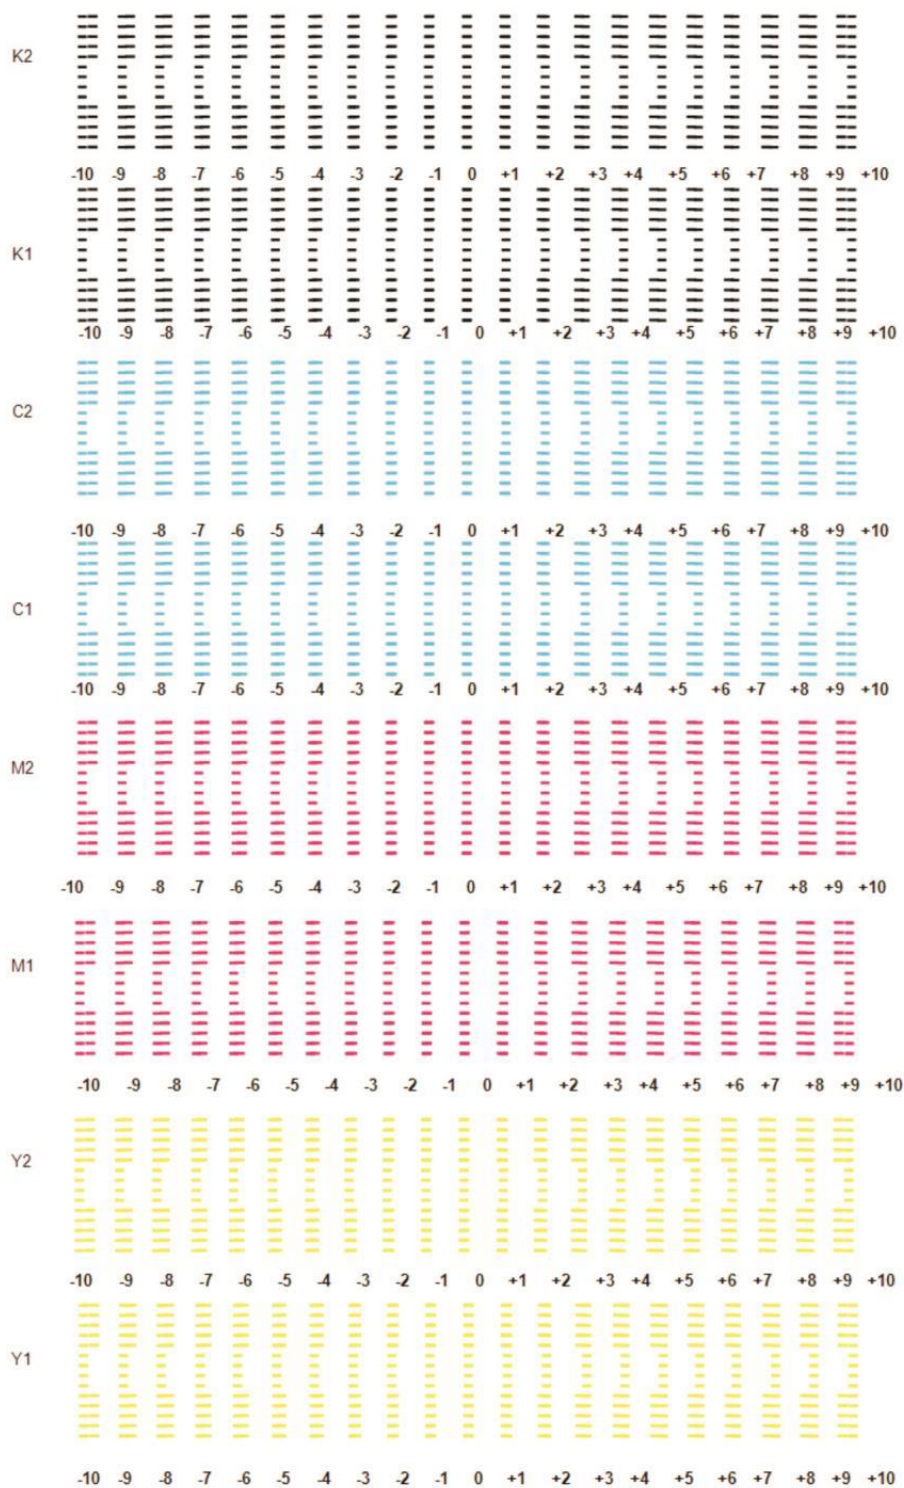 K2
-10 -9 -8 -7 -6 -5 -4 -3 -2 -1 0 +1 +2 +3 +4 +5 +6 +7 +8 +9 +10
K1
-10 -9 -8 -7 -6 -5 -4 -3 -2 -1 0 +1 +2 +3 +4 +5 +6 +7 +8 +9 +10
C2
-10 -9 -8 -7 -6 -5 -4 -3 -2 -1 0 +1 +2 +3 +4 +5 +6 +7 +8 +9 +10
C1
-10 -9 -8 -7 -6 -5 -4 -3 -2 -1 0 +1 +2 +3 +4 +5 +6 +7 +8 +9 +10
M2
-10 -9 -8 -7 -6 -5 -4 -3 -2 -1 0 +1 +2 +3 +4 +5 +6 +7 +8 +9 +10
M1
-10 -9 -8 -7 -6 -5 -4 -3 -2 -1 0 +1 +2 +3 +4 +5 +6 +7 +8 +9 +10
Y2
-10 -9 -8 -7 -6 -5 -4 -3 -2 -1 0 +1 +2 +3 +4 +5 +6 +7 +8 +9 +10
Y1
-10 -9 -8 -7 -6 -5 -4 -3 -2 -1 0 +1 +2 +3 +4 +5 +6 +7 +8 +9 +10